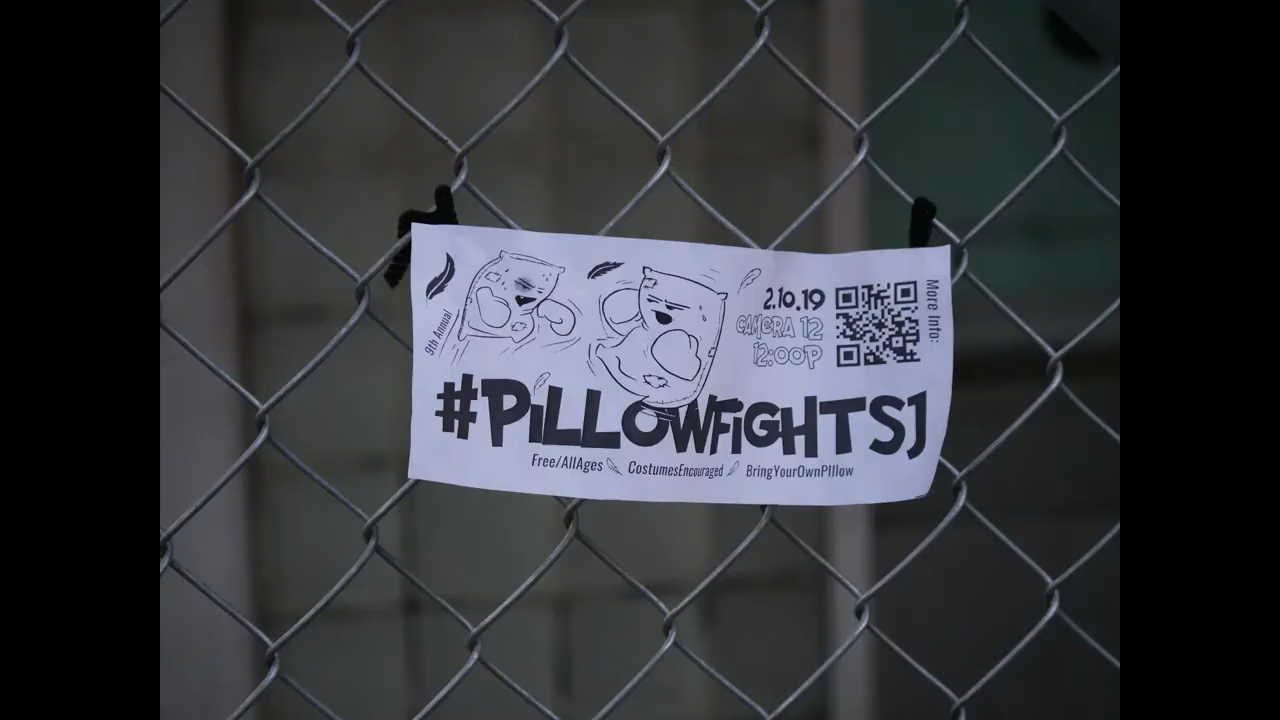 9th Annual
2.10.19
CAMERA 12
12:00P
More Info:
#PiLLOWFiGHTSJ
Free/AllAges CostumesEncouraged BringYourOwnPIllow